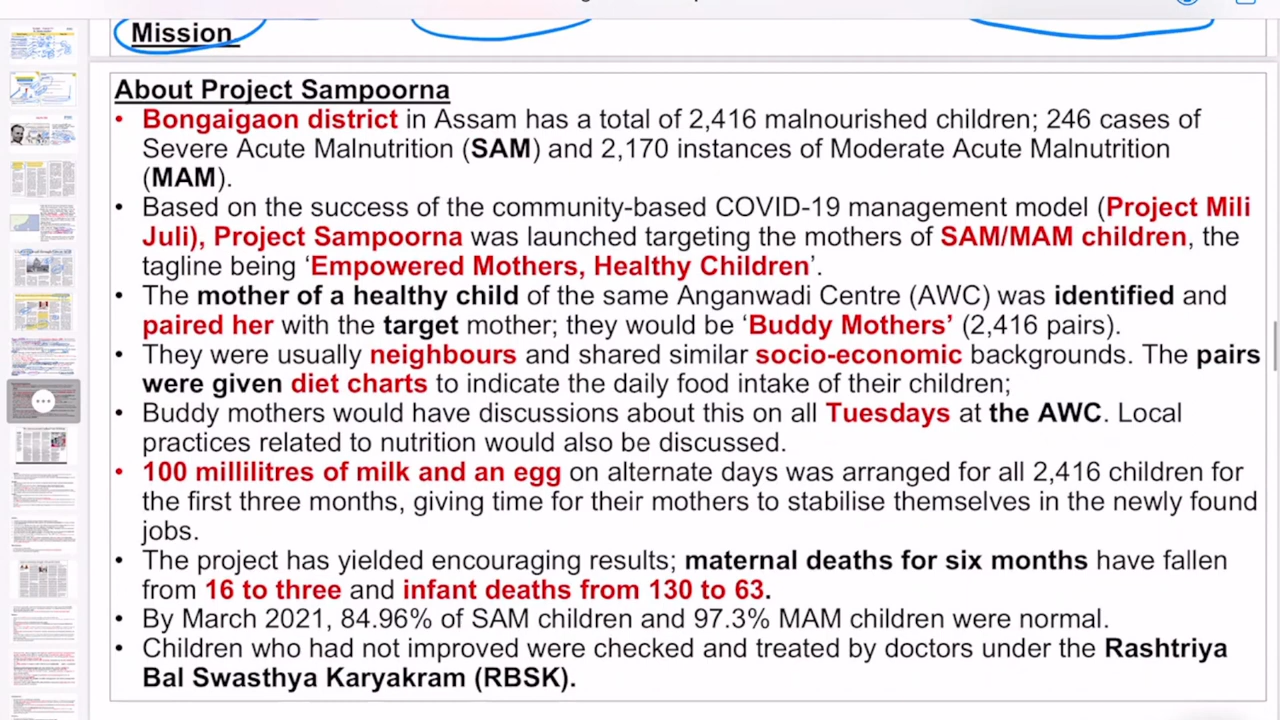 Mission
About Project Sampoorna
• Bongaigaon district in Assam has a total of 2,416 malnourished children; 246 cases of
Severe Acute Malnutrition (SAM) and 2,170 instances of Moderate Acute Malnutrition
(MAM).
• Based on the success of the community-based COVID-19 management model (Project Mili
Juli), Project Sampoorna was launched targeting the mothers of SAM/MAM children, the
tagline being ‘Empowered Mothers, Healthy Children’.
• The mother of a healthy child of the same Anganwadi Centre (AWC) was identified and
paired her with the target mother; they would be ‘Buddy Mothers’ (2,416 pairs).
• They were usually neighbours and shared similar socio-economic backgrounds. The pairs
were given diet charts to indicate the daily food intake of their children;
• Buddy mothers would have discussions about this on all Tuesdays at the AWC. Local
practices related to nutrition would also be discussed.
• 100 millilitres of milk and an egg on alternate days was arranged for all 2,416 children for
the first three months, giving time for their mothers to stabilise themselves in the newly found
jobs.
• The project has yielded encouraging results; maternal deaths for six months have fallen
from 16 to three and infant deaths from 130 to 63.
• By March 2021, 84.96% of SAM children and 97.3% MAM children were normal.
• Children who had not improved were checked and treated by doctors under the Rashtriya
Bal Swasthya Karyakram (RBSK).